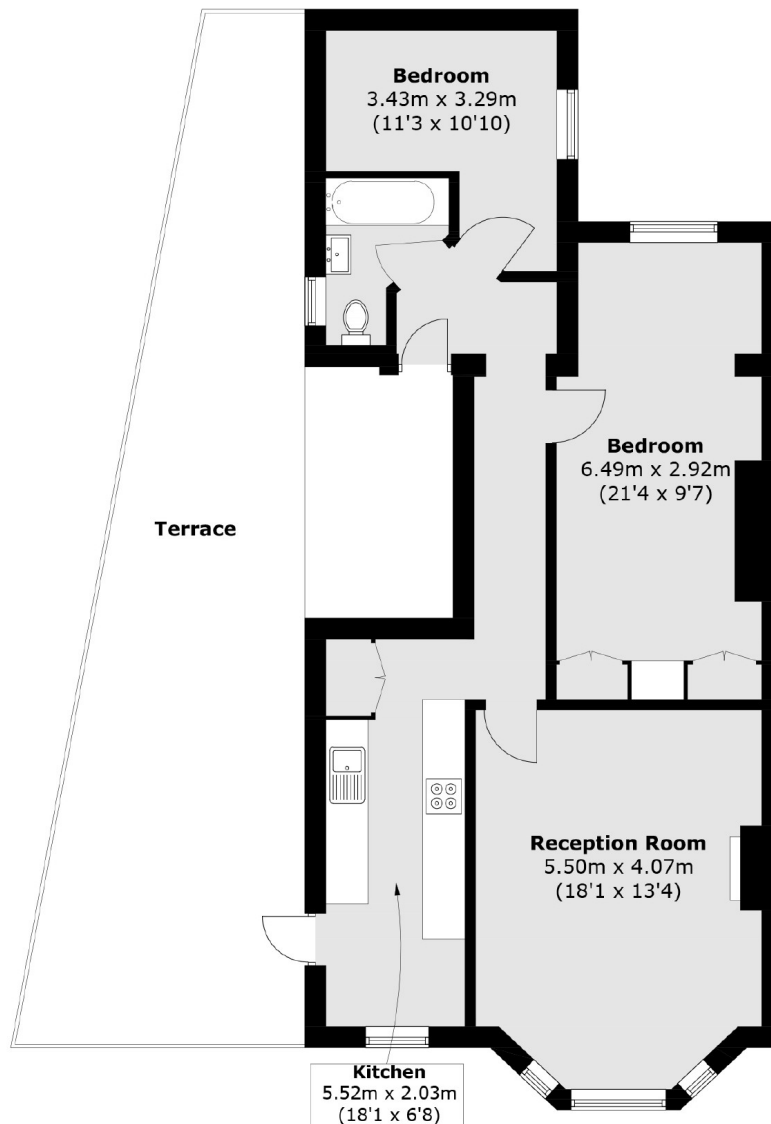 Bedroom
3.43m x 3.29m
(11'3 x 10'10)
Bedroom
6.49m x 2.92m
(21'4 x 9'7)
Terrace
Reception Room
5.50m x 4.07m
(18'1 x 13'4)
Kitchen
5.52m x 2.03m
(18'1 x 6'8)